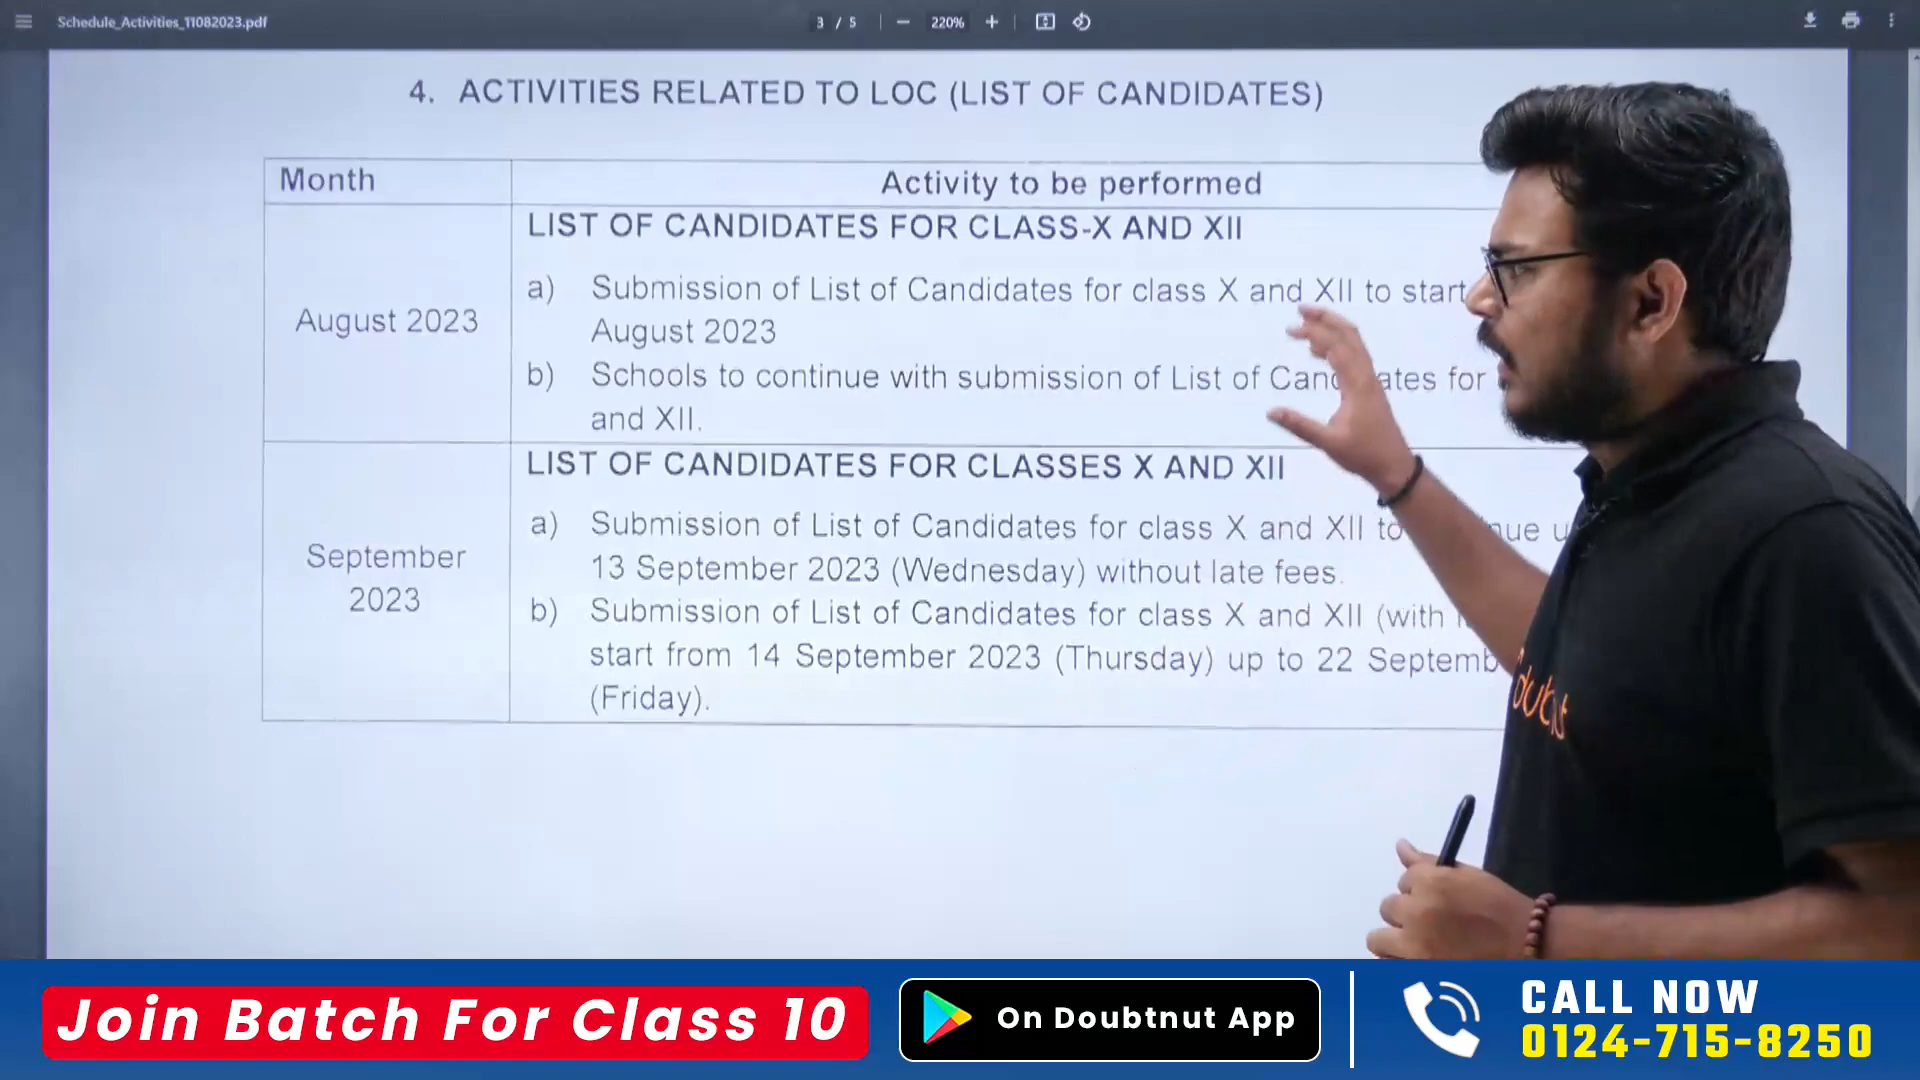 Schedule_Activities_11082023.pdf
3 / 5
220%
4. ACTIVITIES RELATED TO LOC (LIST OF CANDIDATES)
Month
Activity to be performed
August 2023
LIST OF CANDIDATES FOR CLASS-X AND XII
a) Submission of List of Candidates for class X and XII to start
August 2023
b) Schools to continue with submission of List of for
and XII.
September
2023
LIST OF CANDIDATES FOR CLASSES X AND XII
a) Submission of List of Candidates for class X and XII to
13 September 2023 (Wednesday) without late fees.
b) Submission of List of Candidates for class X and XII (with
start from 14 September 2023 (Thursday) up to 22
(Friday).
Join Batch For Class 10
On Doubtnut App
CALL NOW
0124-715-8250